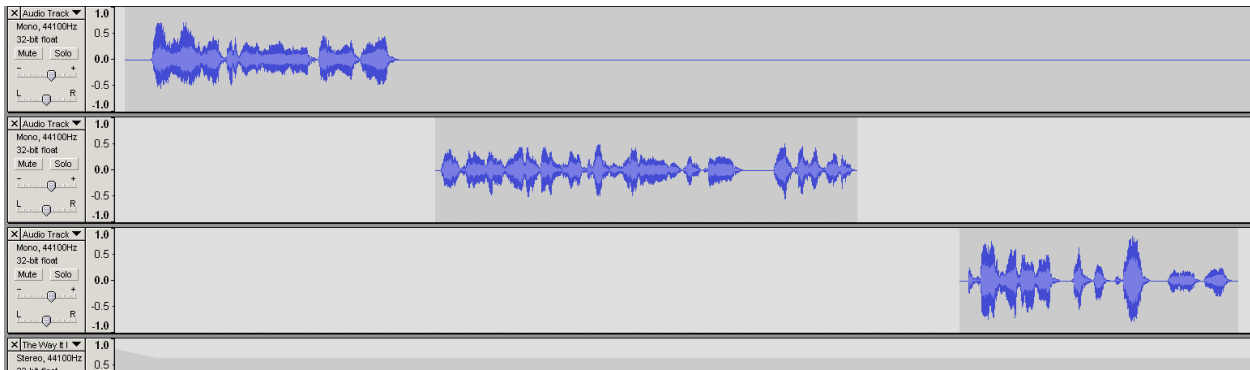 X Audio Track ▼ 1.0
Mono, 44100Hz
32-bit float 0.5
Mute Solo 0.0
- +
L R -0.5
-1.0
X Audio Track ▼ 1.0
Mono, 44100Hz
32-bit float 0.5
Mute Solo 0.0
- +
L R -0.5
-1.0
X Audio Track ▼ 1.0
Mono, 44100Hz
32-bit float 0.5
Mute Solo 0.0
- +
L R -0.5
-1.0
X The Way It I ▼ 1.0
Stereo, 44100Hz
0.5